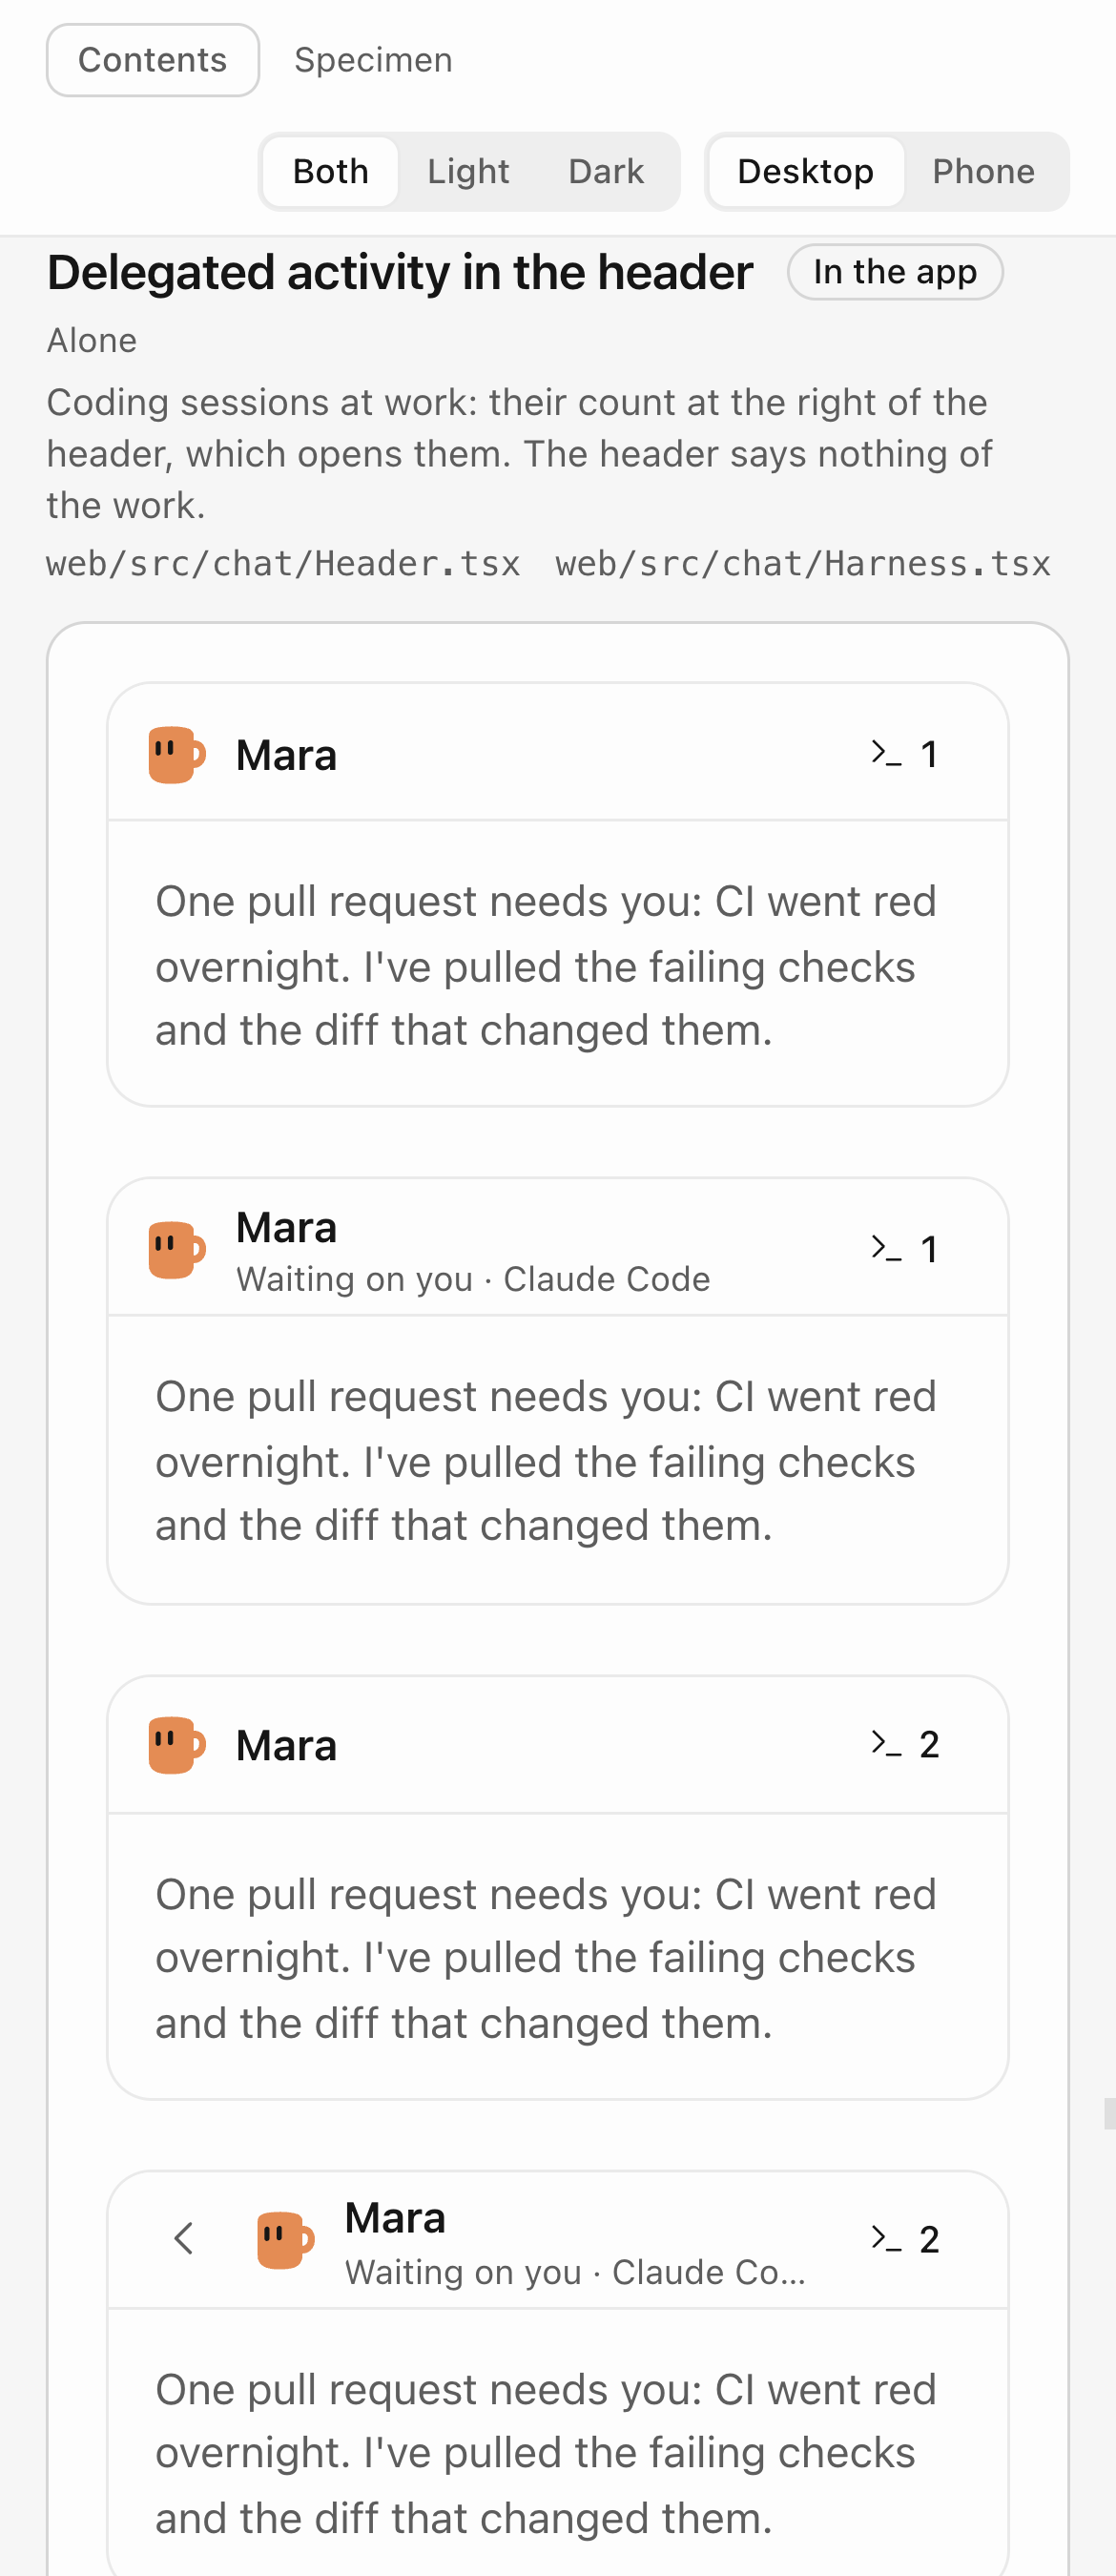 Contents Specimen
Both Light Dark Desktop Phone
Delegated activity in the header In the app
Alone
Coding sessions at work: their count at the right of the
header, which opens them. The header says nothing of
the work.
web/src/chat/Header.tsx web/src/chat/Harness.tsx
Mara >_ 1
One pull request needs you: CI went red
overnight. I've pulled the failing checks
and the diff that changed them.
Mara
Waiting on you · Claude Code
>_ 1
One pull request needs you: CI went red
overnight. I've pulled the failing checks
and the diff that changed them.
Mara >_ 2
One pull request needs you: CI went red
overnight. I've pulled the failing checks
and the diff that changed them.
Mara
Waiting on you · Claude Co...
>_ 2
One pull request needs you: CI went red
overnight. I've pulled the failing checks
and the diff that changed them.